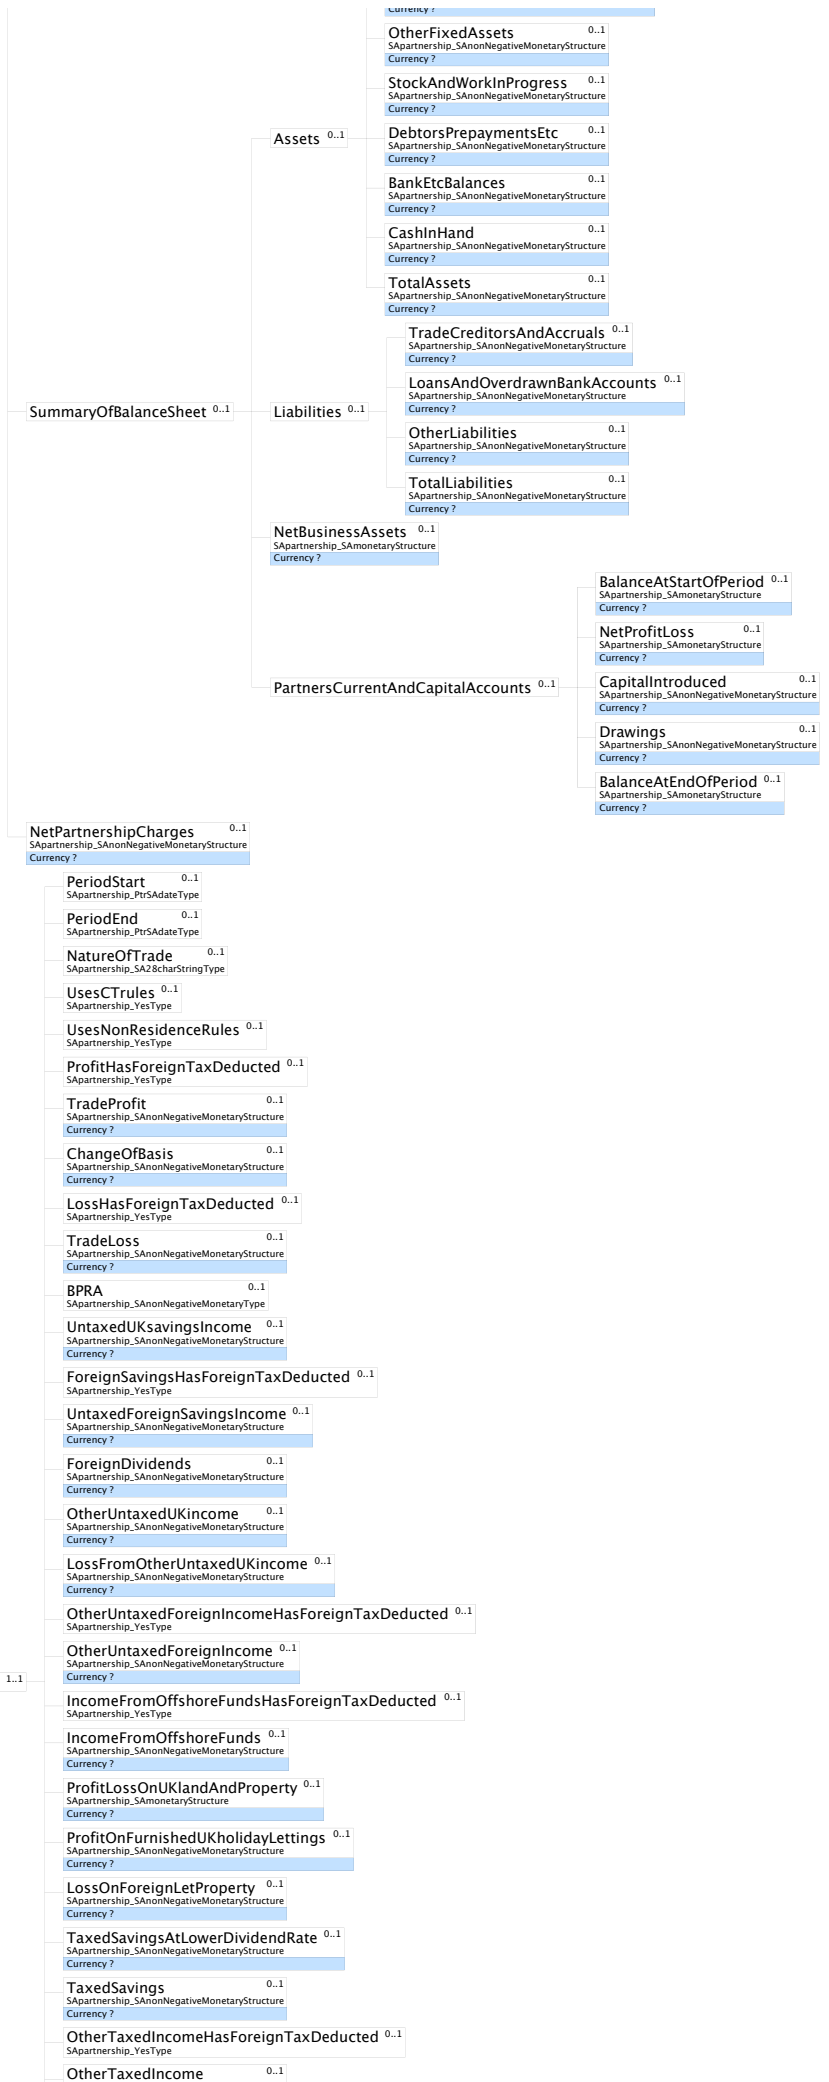 Currency ?
OtherFixedAssets 0..1
SApartnership_SAnonNegativeMonetaryStructure
Currency ?
StockAndWorkInProgress 0..1
SApartnership_SAnonNegativeMonetaryStructure
Currency ?
Assets 0..1
DebtorsPrepaymentsEtc 0..1
SApartnership_SAnonNegativeMonetaryStructure
Currency ?
BankEtcBalances 0..1
SApartnership_SAnonNegativeMonetaryStructure
Currency ?
CashInHand 0..1
SApartnership_SAnonNegativeMonetaryStructure
Currency ?
TotalAssets 0..1
SApartnership_SAnonNegativeMonetaryStructure
Currency ?
SummaryOfBalanceSheet 0..1
Liabilities 0..1
TradeCreditorsAndAccruals 0..1
SApartnership_SAnonNegativeMonetaryStructure
Currency ?
LoansAndOverdrawnBankAccounts 0..1
SApartnership_SAnonNegativeMonetaryStructure
Currency ?
OtherLiabilities 0..1
SApartnership_SAnonNegativeMonetaryStructure
Currency ?
TotalLiabilities 0..1
SApartnership_SAnonNegativeMonetaryStructure
Currency ?
NetBusinessAssets 0..1
SApartnership_SAmonetaryStructure
Currency ?
PartnersCurrentAndCapitalAccounts 0..1
BalanceAtStartOfPeriod 0..1
SApartnership_SAmonetaryStructure
Currency ?
NetProfitLoss 0..1
SApartnership_SAmonetaryStructure
Currency ?
CapitalIntroduced 0..1
SApartnership_SAnonNegativeMonetaryStructure
Currency ?
Drawings 0..1
SApartnership_SAnonNegativeMonetaryStructure
Currency ?
BalanceAtEndOfPeriod 0..1
SApartnership_SAmonetaryStructure
Currency ?
NetPartnershipCharges 0..1
SApartnership_SAnonNegativeMonetaryStructure
Currency ?
PeriodStart 0..1
SApartnership_PtrSAdateType
PeriodEnd 0..1
SApartnership_PtrSAdateType
NatureOfTrade 0..1
SApartnership_SA28charStringType
UsesCTrules 0..1
SApartnership_YesType
UsesNonResidenceRules 0..1
SApartnership_YesType
ProfitHasForeignTaxDeducted 0..1
SApartnership_YesType
TradeProfit 0..1
SApartnership_SAnonNegativeMonetaryStructure
Currency ?
ChangeOfBasis 0..1
SApartnership_SAnonNegativeMonetaryStructure
Currency ?
LossHasForeignTaxDeducted 0..1
SApartnership_YesType
TradeLoss 0..1
SApartnership_SAnonNegativeMonetaryStructure
Currency ?
BPRA 0..1
SApartnership_SAnonNegativeMonetaryType
UntaxedUKsavingsIncome 0..1
SApartnership_SAnonNegativeMonetaryStructure
Currency ?
ForeignSavingsHasForeignTaxDeducted 0..1
SApartnership_YesType
UntaxedForeignSavingsIncome 0..1
SApartnership_SAnonNegativeMonetaryStructure
Currency ?
ForeignDividends 0..1
SApartnership_SAnonNegativeMonetaryStructure
Currency ?
OtherUntaxedUKincome 0..1
SApartnership_SAnonNegativeMonetaryStructure
Currency ?
LossFromOtherUntaxedUKincome 0..1
SApartnership_SAnonNegativeMonetaryStructure
Currency ?
OtherUntaxedForeignIncomeHasForeignTaxDeducted 0..1
SApartnership_YesType
OtherUntaxedForeignIncome 0..1
SApartnership_SAnonNegativeMonetaryStructure
Currency ?
1..1
IncomeFromOffshoreFundsHasForeignTaxDeducted 0..1
SApartnership_YesType
IncomeFromOffshoreFunds 0..1
SApartnership_SAnonNegativeMonetaryStructure
Currency ?
ProfitLossOnUKlandAndProperty 0..1
SApartnership_SAmonetaryStructure
Currency ?
ProfitOnFurnishedUKholidayLettings 0..1
SApartnership_SAnonNegativeMonetaryStructure
Currency ?
LossOnForeignLetProperty 0..1
SApartnership_SAnonNegativeMonetaryStructure
Currency ?
TaxedSavingsAtLowerDividendRate 0..1
SApartnership_SAnonNegativeMonetaryStructure
Currency ?
TaxedSavings 0..1
SApartnership_SAnonNegativeMonetaryStructure
Currency ?
OtherTaxedIncomeHasForeignTaxDeducted 0..1
SApartnership_YesType
OtherTaxedIncome 0..1